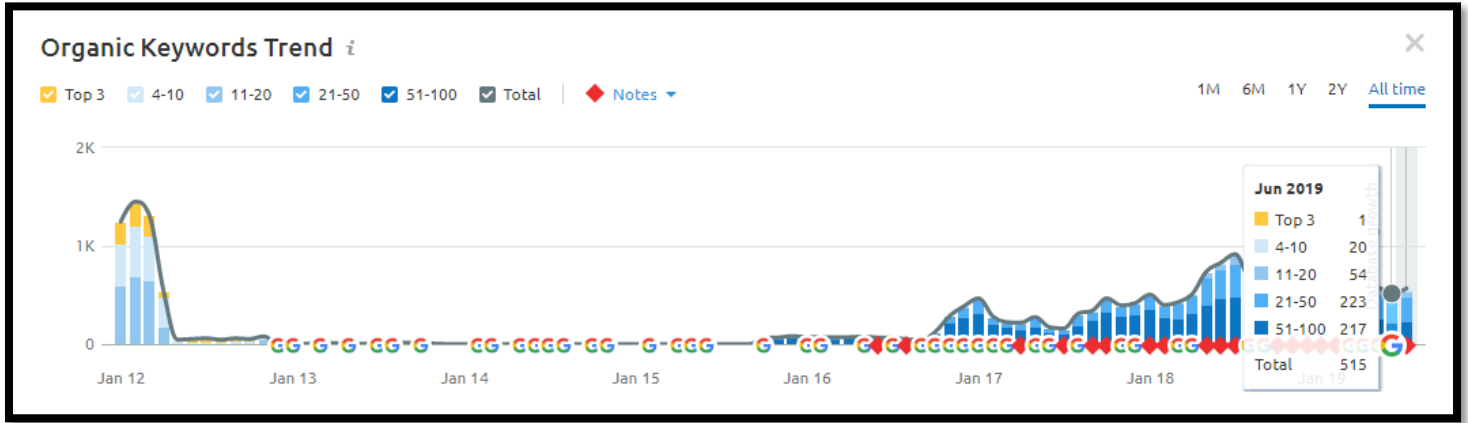 Organic Keywords Trend i
Top 3 4-10 11-20 21-50 51-100 Total Notes 1M 6M 1Y 2Y All time
2K
1K
0
Jun 2019
Top 3 1
4-10 20
11-20 54
21-50 223
51-100 217
Total 515
database growth
Jan 12 Jan 13 Jan 14 Jan 15 Jan 16 Jan 17 Jan 18 Jan 19